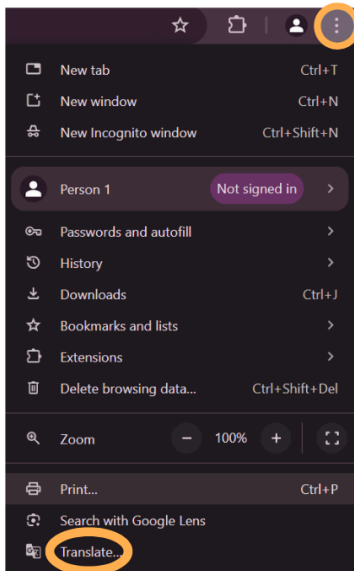 New tab Ctrl+T
New window Ctrl+N
New Incognito window Ctrl+Shift+N
Person 1 Not signed in
Passwords and autofill
History
Downloads Ctrl+J
Bookmarks and lists
Extensions
Delete browsing data... Ctrl+Shift+Del
Zoom − 100% +
Print... Ctrl+P
Search with Google Lens
Translate...